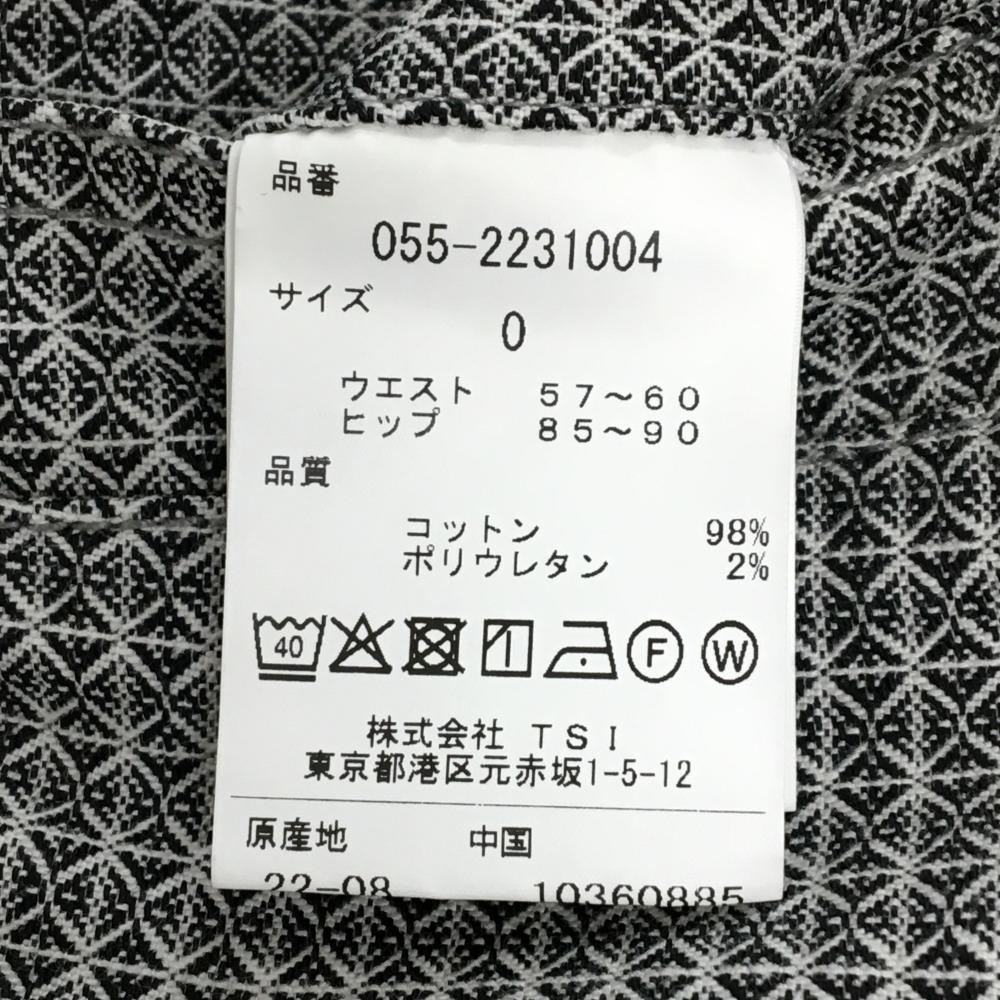 品番
055-2231004
サイズ
0
ウエスト 57～60
ヒップ 85～90
品質
コットン 98%
ポリウレタン 2%
40 F W
株式会社 TSI
東京都港区元赤坂1-5-12
原産地 中国
22-08 10360885